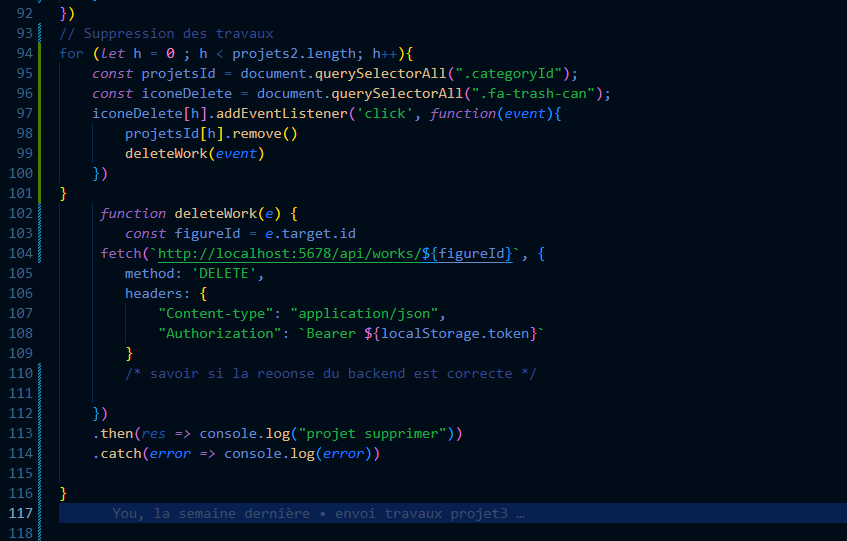 92 })
93 // Suppression des travaux
94 for (let h = 0 ; h < projets2.length; h++){
95 const projetsId = document.querySelectorAll(".categoryId");
96 const iconeDelete = document.querySelectorAll(".fa-trash-can");
97 iconeDelete[h].addEventListener('click', function(event){
98 projetsId[h].remove()
99 deleteWork(event)
100 })
101 }
102 function deleteWork(e) {
103 const figureId = e.target.id
104 fetch(`http://localhost:5678/api/works/${figureId}`, {
105 method: 'DELETE',
106 headers: {
107 "Content-type": "application/json",
108 "Authorization": `Bearer ${localStorage.token}`
109 }
110 /* savoir si la reoonse du backend est correcte */
111
112 })
113 .then(res => console.log("projet supprimer"))
114 .catch(error => console.log(error))
115
116 }
117 You, la semaine dernière • envoi travaux projet3 …
118